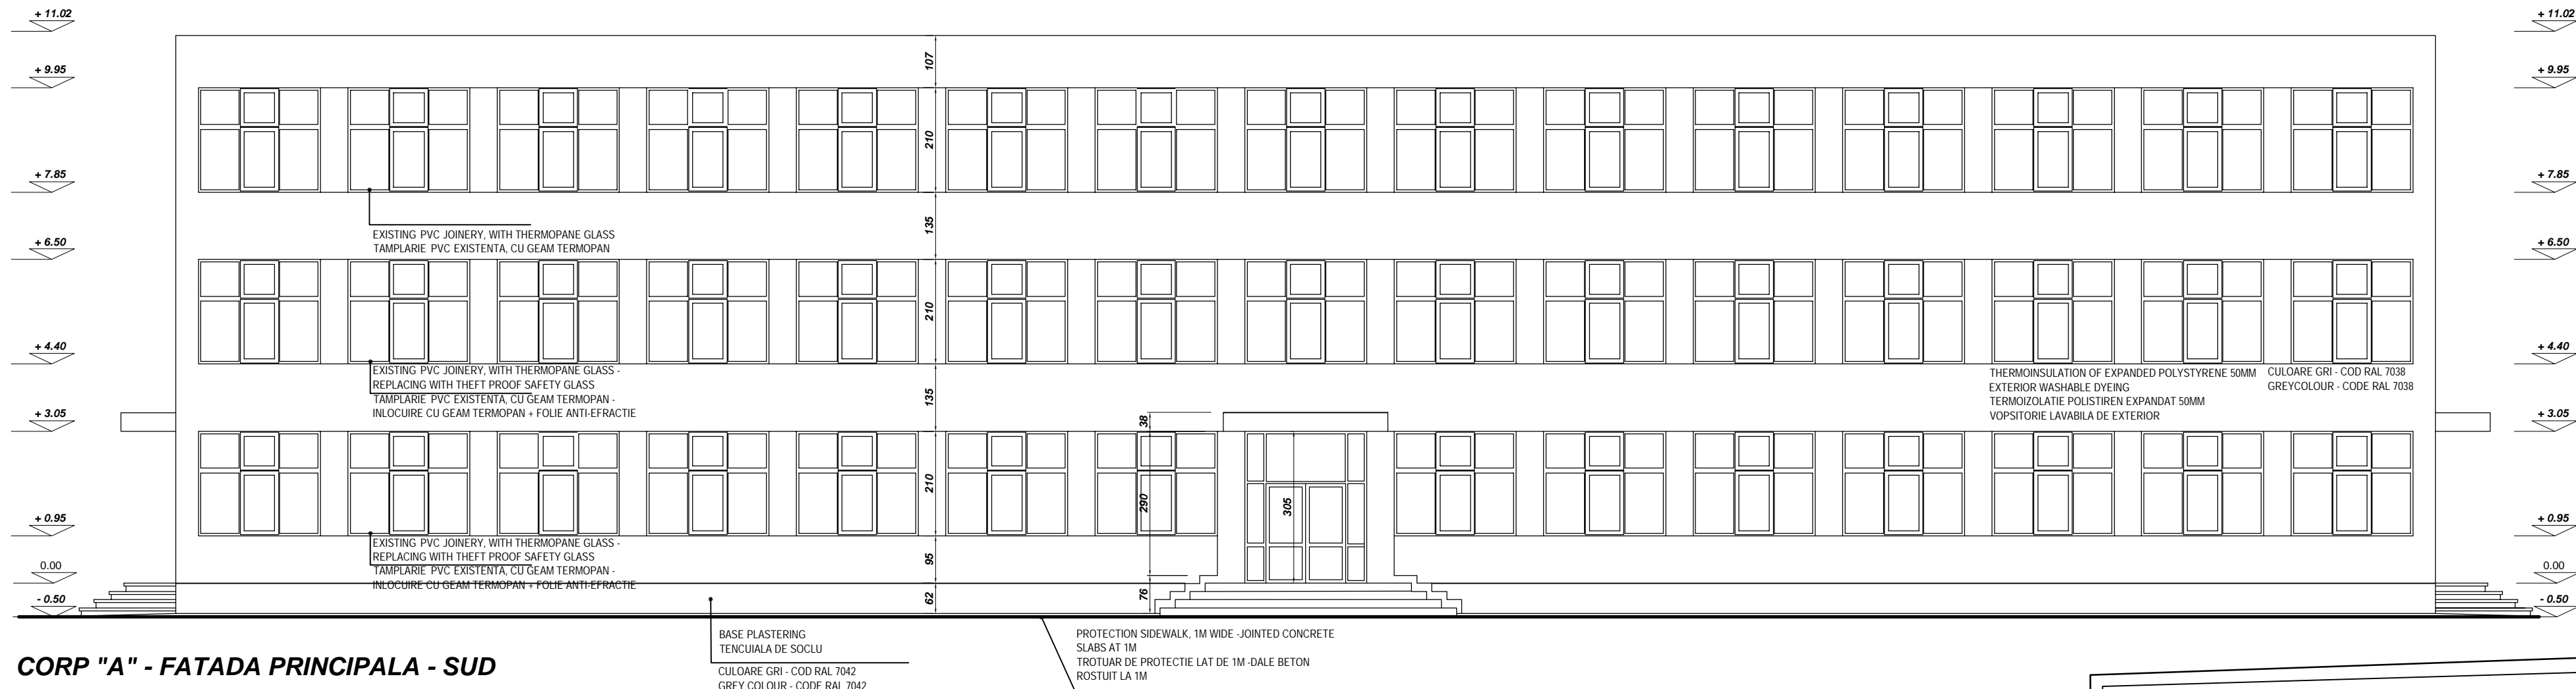 + 11.02
+ 11.02
107
+ 9.95
+ 9.95
210
+ 7.85
+ 7.85
EXISTING PVC JOINERY, WITH THERMOPANE GLASS
TAMPLARIE PVC EXISTENTA, CU GEAM TERMOPAN
135
+ 6.50
+ 6.50
210
+ 4.40
+ 4.40
EXISTING PVC JOINERY, WITH THERMOPANE GLASS -
REPLACING WITH THEFT PROOF SAFETY GLASS
TAMPLARIE PVC EXISTENTA, CU GEAM TERMOPAN -
INLOCUIRE CU GEAM TERMOPAN + FOLIE ANTI-EFRACTIE
135
THERMOINSULATION OF EXPANDED POLYSTYRENE 50MM
EXTERIOR WASHABLE DYEING
TERMOIZOLATIE POLISTIREN EXPANDAT 50MM
VOPSITORIE LAVABILA DE EXTERIOR
CULOARE GRI - COD RAL 7038
GREYCOLOUR - CODE RAL 7038
+ 3.05
38
+ 3.05
210
290
305
+ 0.95
+ 0.95
EXISTING PVC JOINERY, WITH THERMOPANE GLASS -
REPLACING WITH THEFT PROOF SAFETY GLASS
TAMPLARIE PVC EXISTENTA, CU GEAM TERMOPAN -
INLOCUIRE CU GEAM TERMOPAN + FOLIE ANTI-EFRACTIE
95
0.00
0.00
62
76
- 0.50
- 0.50
BASE PLASTERING
TENCUIALA DE SOCLU
CULOARE GRI - COD RAL 7042
GREY COLOUR - CODE RAL 7042
PROTECTION SIDEWALK, 1M WIDE -JOINTED CONCRETE
SLABS AT 1M
TROTUAR DE PROTECTIE LAT DE 1M -DALE BETON
ROSTUIT LA 1M
CORP "A" - FATADA PRINCIPALA - SUD